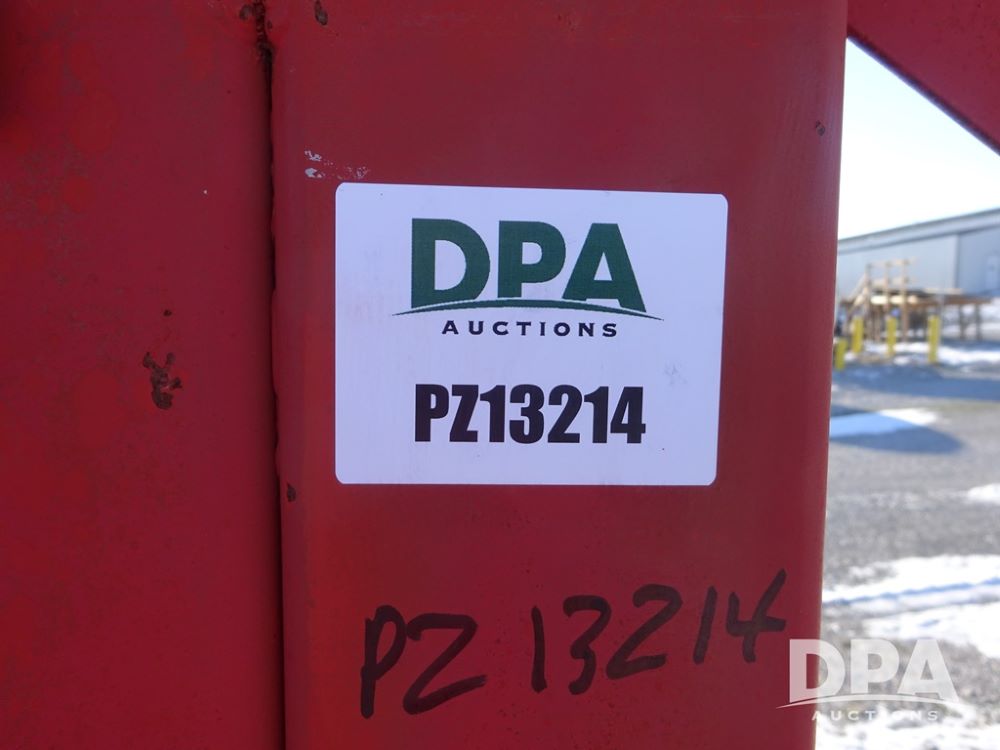 DPA
AUCTIONS
PZ13214
PZ 13214
DPA
AUCTIONS